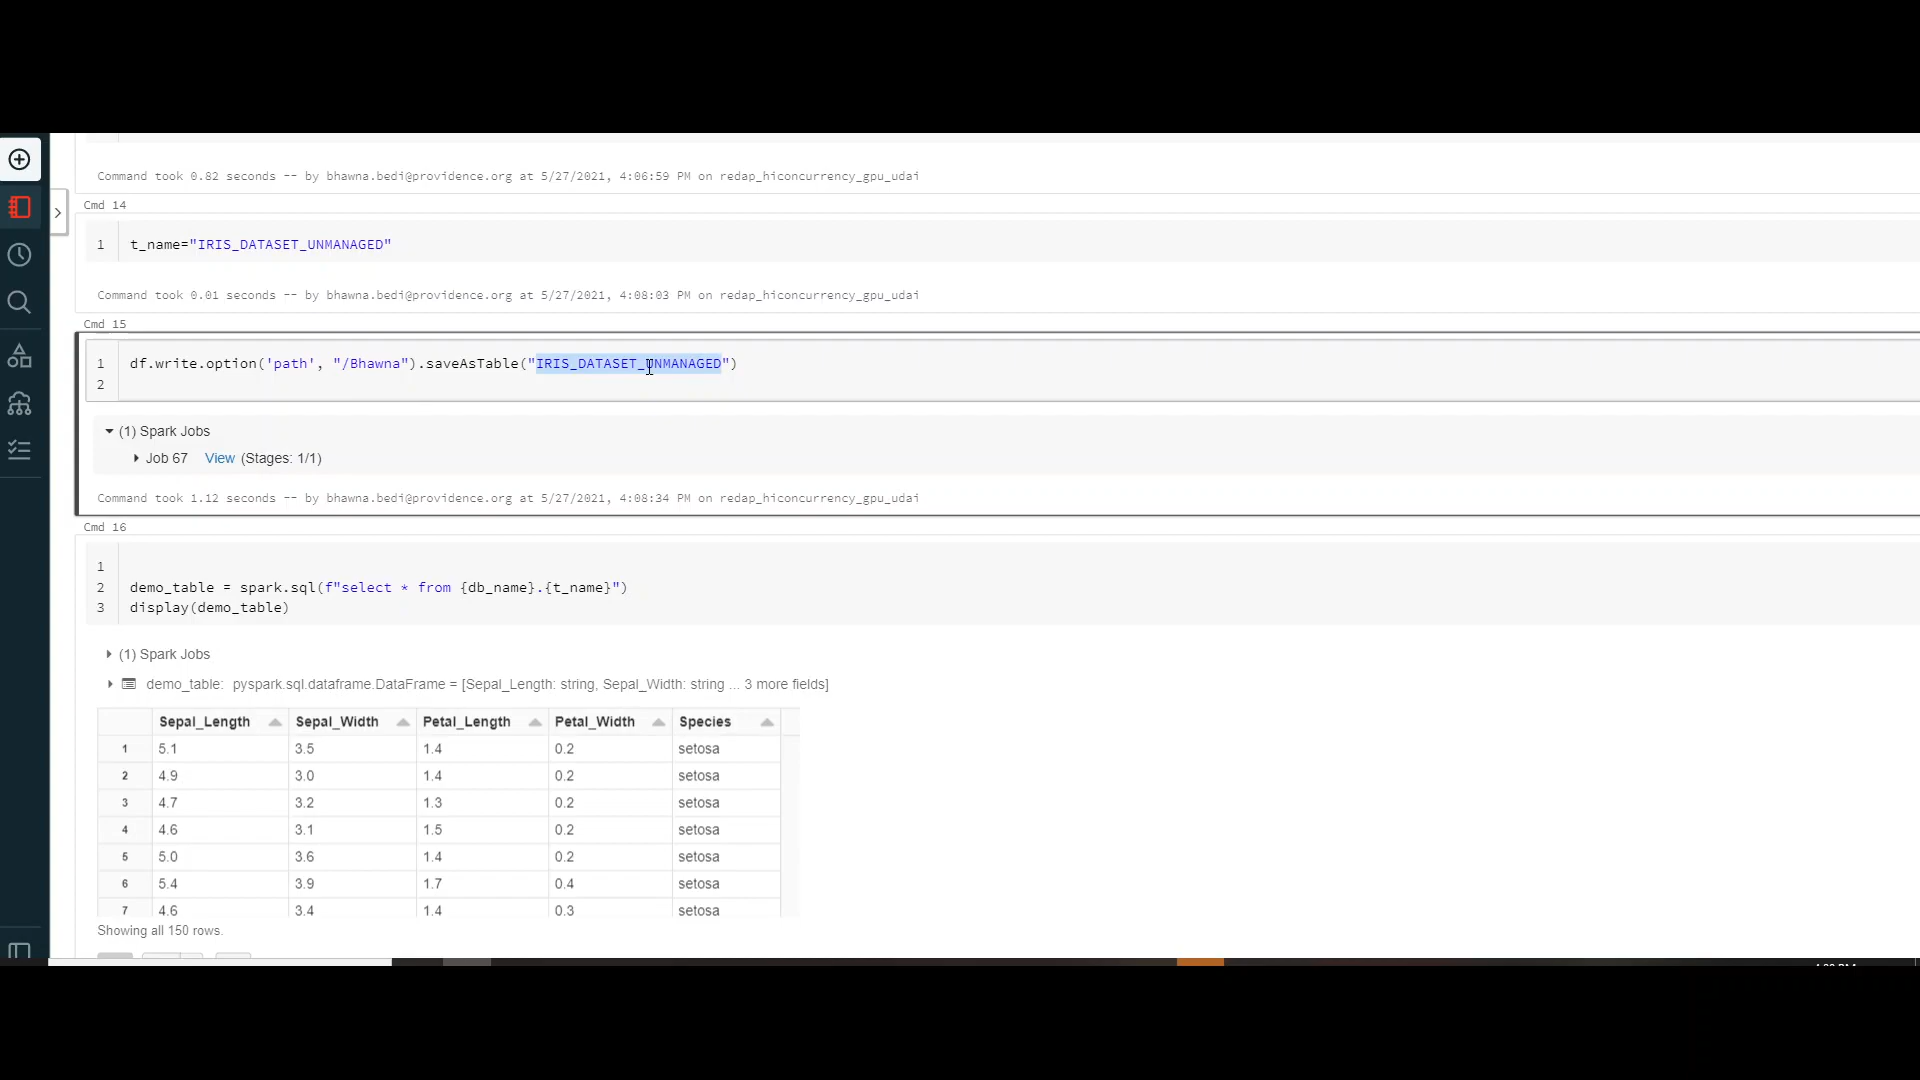 Command took 0.82 seconds -- by bhawna.bedi@providence.org at 5/27/2021, 4:06:59 PM on redap_hiconcurrency_gpu_udai
Cmd 14
1 t_name="IRIS_DATASET_UNMANAGED"
Command took 0.01 seconds -- by bhawna.bedi@providence.org at 5/27/2021, 4:08:03 PM on redap_hiconcurrency_gpu_udai
Cmd 15
1 df.write.option('path', "/Bhawna").saveAsTable("IRIS_DATASET_UNMANAGED")
2
(1) Spark Jobs
Job 67 View (Stages: 1/1)
Command took 1.12 seconds -- by bhawna.bedi@providence.org at 5/27/2021, 4:08:34 PM on redap_hiconcurrency_gpu_udai
Cmd 16
1
2 demo_table = spark.sql(f"select * from {db_name}.{t_name}")
3 display(demo_table)
(1) Spark Jobs
demo_table: pyspark.sql.dataframe.DataFrame = [Sepal_Length: string, Sepal_Width: string ... 3 more fields]
Sepal_Length Sepal_Width Petal_Length Petal_Width Species
1 5.1 3.5 1.4 0.2 setosa
2 4.9 3.0 1.4 0.2 setosa
3 4.7 3.2 1.3 0.2 setosa
4 4.6 3.1 1.5 0.2 setosa
5 5.0 3.6 1.4 0.2 setosa
6 5.4 3.9 1.7 0.4 setosa
7 4.6 3.4 1.4 0.3 setosa
Showing all 150 rows.